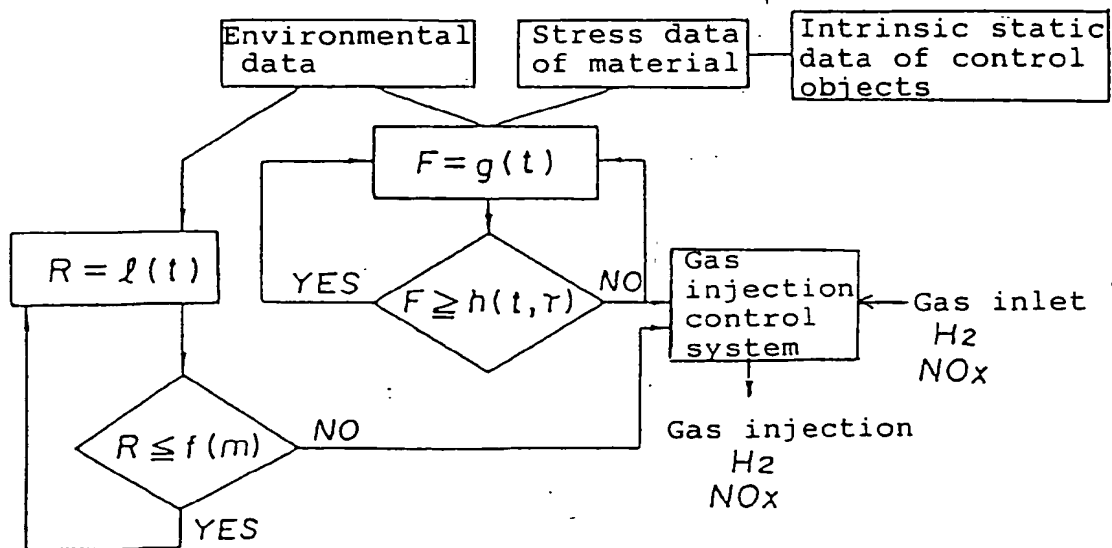 Environmental
data
Stress data
of material
Intrinsic static
data of control
objects
F = g(t)
R = ℓ(t)
YES
F ≧ h(t, τ)
NO
Gas
injection
control
system
Gas inlet
H2
NOx
R ≦ f(m)
NO
Gas injection
H2
NOx
YES